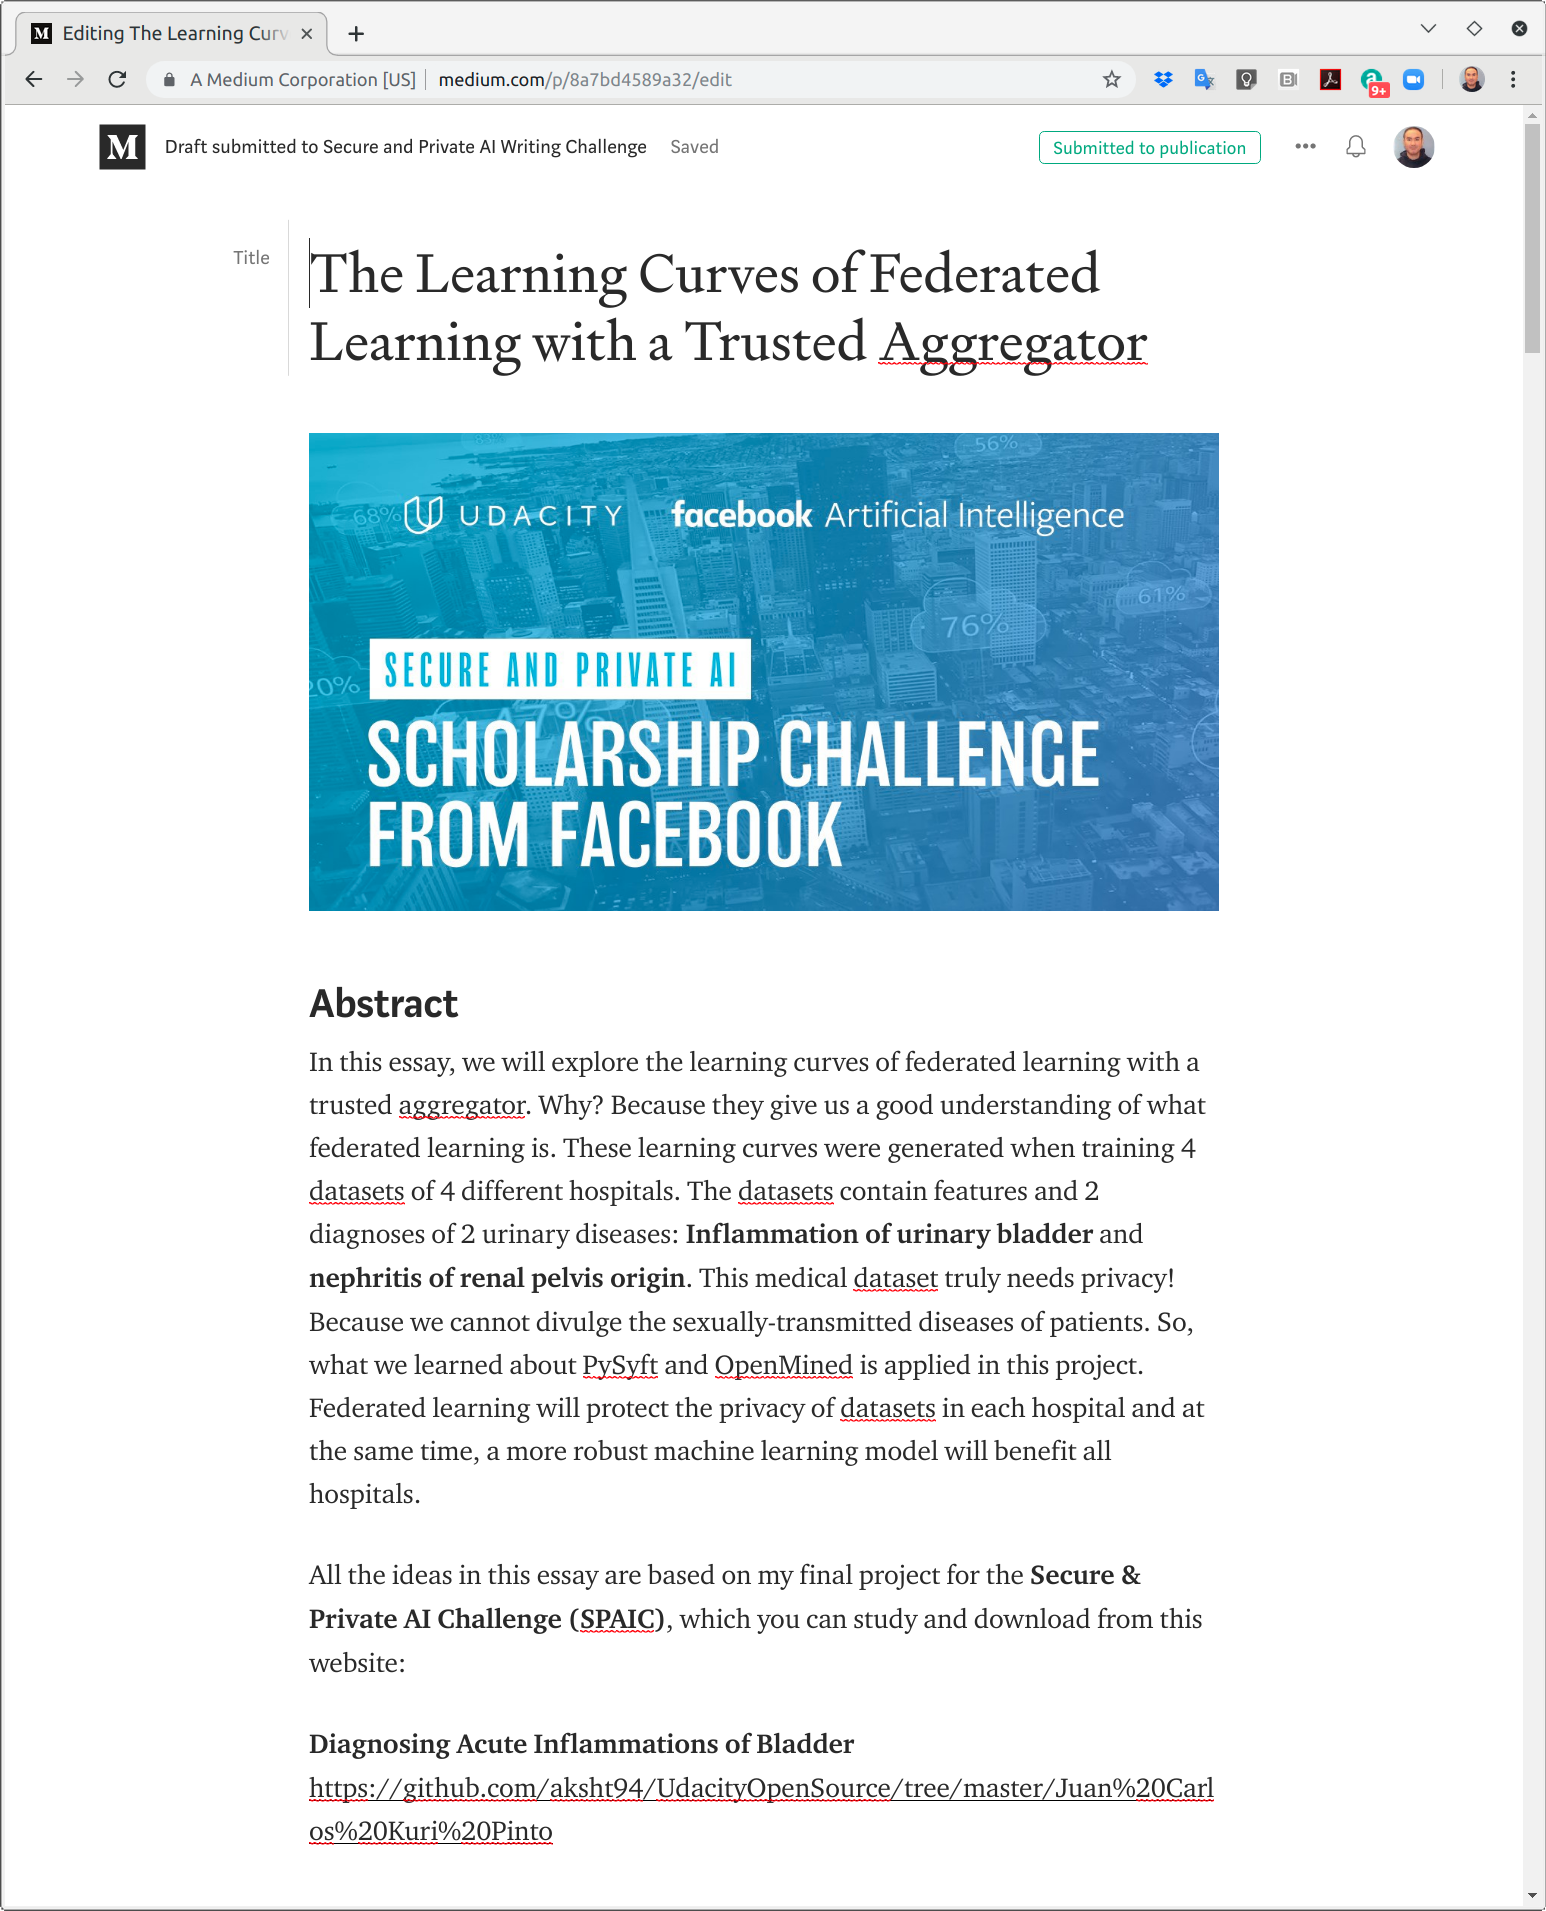 M Editing The Learning Curv
A Medium Corporation [US] medium.com/p/8a7bd4589a32/edit
9+
M Draft submitted to Secure and Private AI Writing Challenge Saved Submitted to publication
Title
The Learning Curves of Federated
Learning with a Trusted Aggregator
56%
68%
UDACITY facebook Artificial Intelligence
61%
76%
SECURE AND PRIVATE AI
47%
SCHOLARSHIP CHALLENGE
FROM FACEBOOK
Abstract
In this essay, we will explore the learning curves of federated learning with a
trusted aggregator. Why? Because they give us a good understanding of what
federated learning is. These learning curves were generated when training 4
datasets of 4 different hospitals. The datasets contain features and 2
diagnoses of 2 urinary diseases: Inflammation of urinary bladder and
nephritis of renal pelvis origin. This medical dataset truly needs privacy!
Because we cannot divulge the sexually-transmitted diseases of patients. So,
what we learned about PySyft and OpenMined is applied in this project.
Federated learning will protect the privacy of datasets in each hospital and at
the same time, a more robust machine learning model will benefit all
hospitals.
All the ideas in this essay are based on my final project for the Secure &
Private AI Challenge (SPAIC), which you can study and download from this
website:
Diagnosing Acute Inflammations of Bladder
https://github.com/aksht94/UdacityOpenSource/tree/master/Juan%20Carl
os%20Kuri%20Pinto